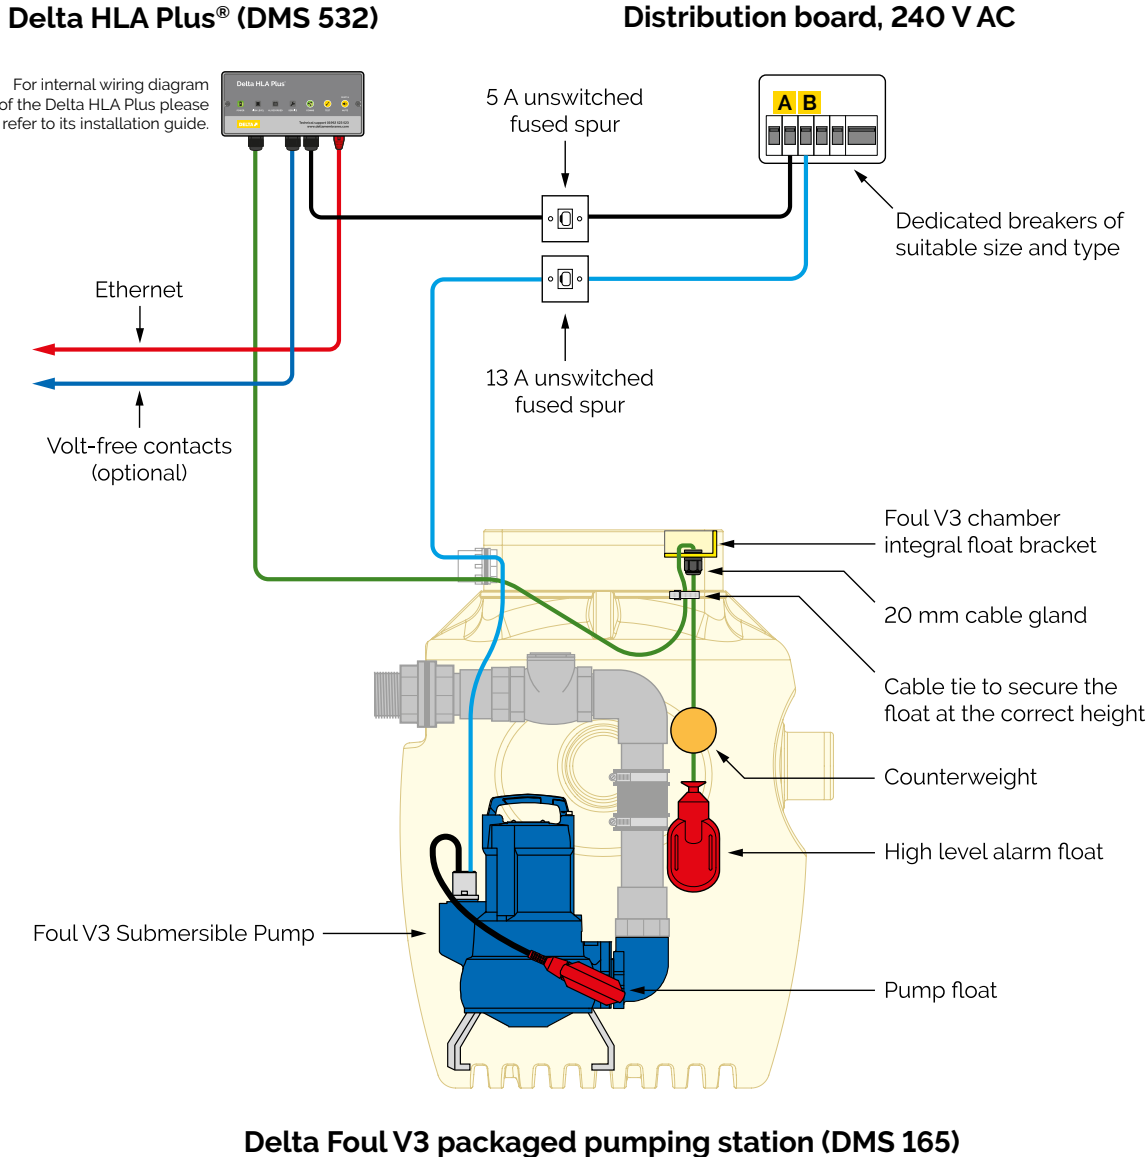 Delta HLA Plus® (DMS 532)
Distribution board, 240 V AC
For internal wiring diagram
of the Delta HLA Plus please
refer to its installation guide.
Delta HLA Plus
5 A unswitched
fused spur
A B
Dedicated breakers of
suitable size and type
Ethernet
13 A unswitched
fused spur
Volt-free contacts
(optional)
Foul V3 chamber
integral float bracket
20 mm cable gland
Cable tie to secure the
float at the correct height
Counterweight
High level alarm float
Foul V3 Submersible Pump
Pump float
Delta Foul V3 packaged pumping station (DMS 165)